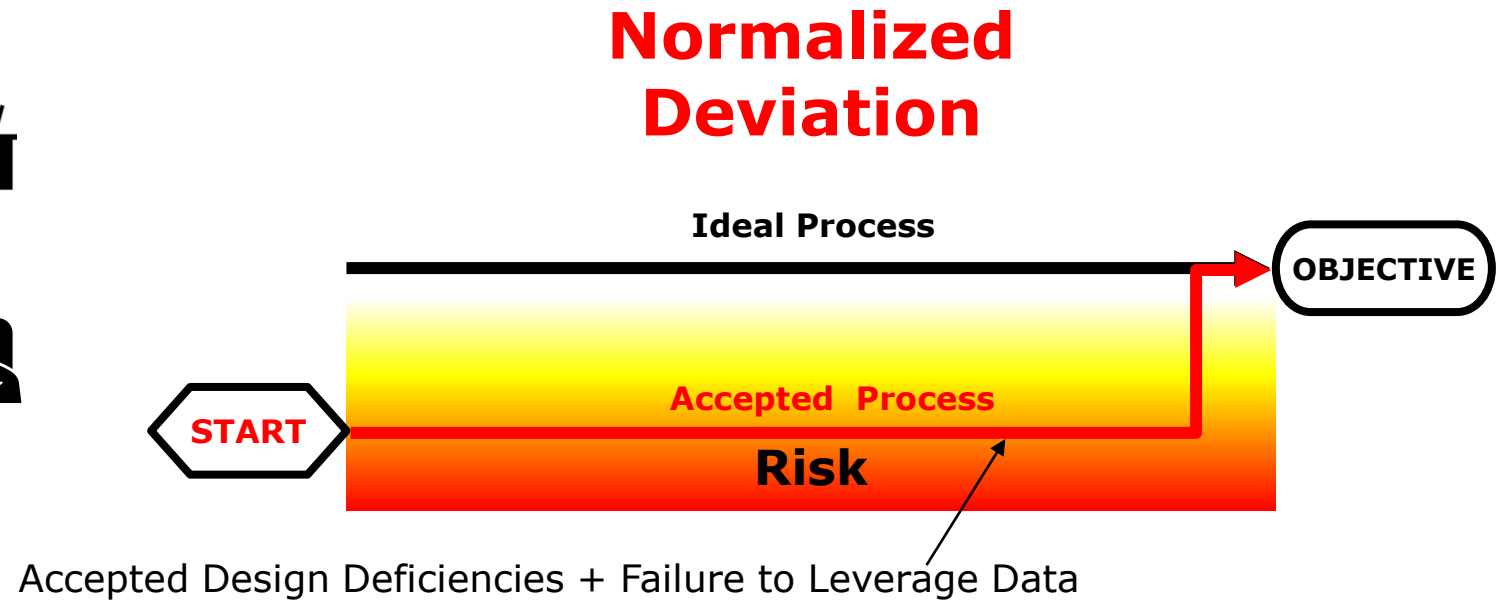 Normalized
Deviation
Ideal Process
OBJECTIVE
Accepted Process
START
Risk
Accepted Design Deficiencies + Failure to Leverage Data